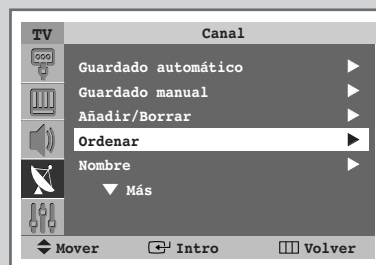 TV Canal
Guardado automático
Guardado manual
Añadir/Borrar
Ordenar
Nombre
Más
Mover Intro Volver